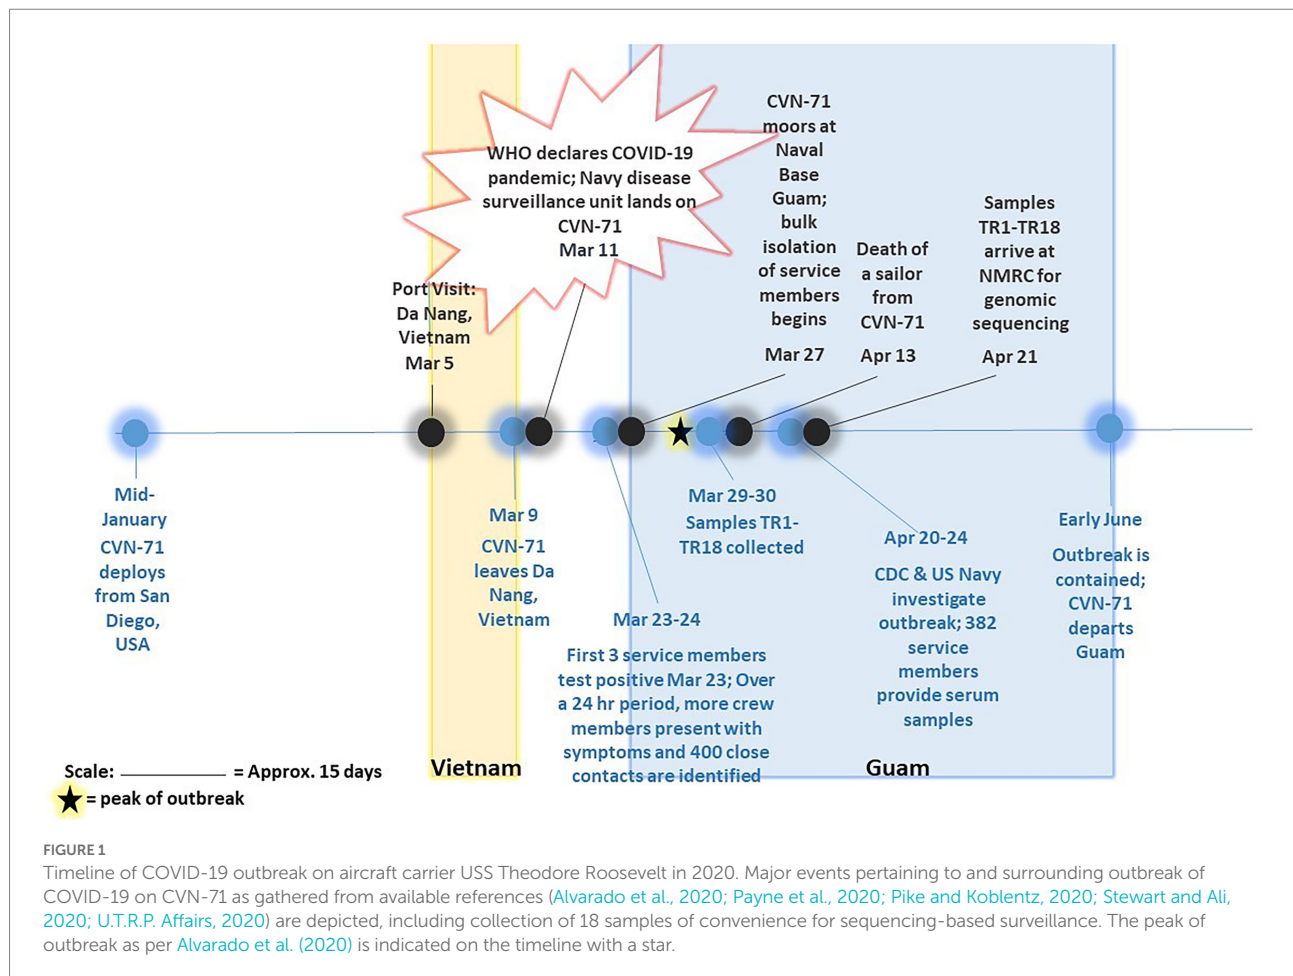 WHO declares COVID-19
pandemic; Navy disease
surveillance unit lands on
CVN-71
Mar 11
Port Visit:
Da Nang,
Vietnam
Mar 5
CVN-71
moors at
Naval
Base
Guam;
bulk
isolation
of service
members
begins
Mar 27
Death of
a sailor
from
CVN-71
Apr 13
Samples
TR1-TR18
arrive at
NMRC for
genomic
sequencing
Apr 21
Mid-
January
CVN-71
deploys
from San
Diego,
USA
Mar 9
CVN-71
leaves Da
Nang,
Vietnam
Mar 23-24
First 3 service members
test positive Mar 23; Over
a 24 hr period, more crew
members present with
symptoms and 400 close
contacts are identified
Mar 29-30
Samples TR1-
TR18 collected
Apr 20-24
CDC & US Navy
investigate
outbreak; 382
service
members
provide serum
samples
Early June
Outbreak is
contained;
CVN-71
departs
Guam
Vietnam
Guam
Scale: = Approx. 15 days
= peak of outbreak
FIGURE 1
Timeline of COVID-19 outbreak on aircraft carrier USS Theodore Roosevelt in 2020. Major events pertaining to and surrounding outbreak of
COVID-19 on CVN-71 as gathered from available references (Alvarado et al., 2020; Payne et al., 2020; Pike and Koblentz, 2020; Stewart and Ali,
2020; U.T.R.P. Affairs, 2020) are depicted, including collection of 18 samples of convenience for sequencing-based surveillance. The peak of
outbreak as per Alvarado et al. (2020) is indicated on the timeline with a star.